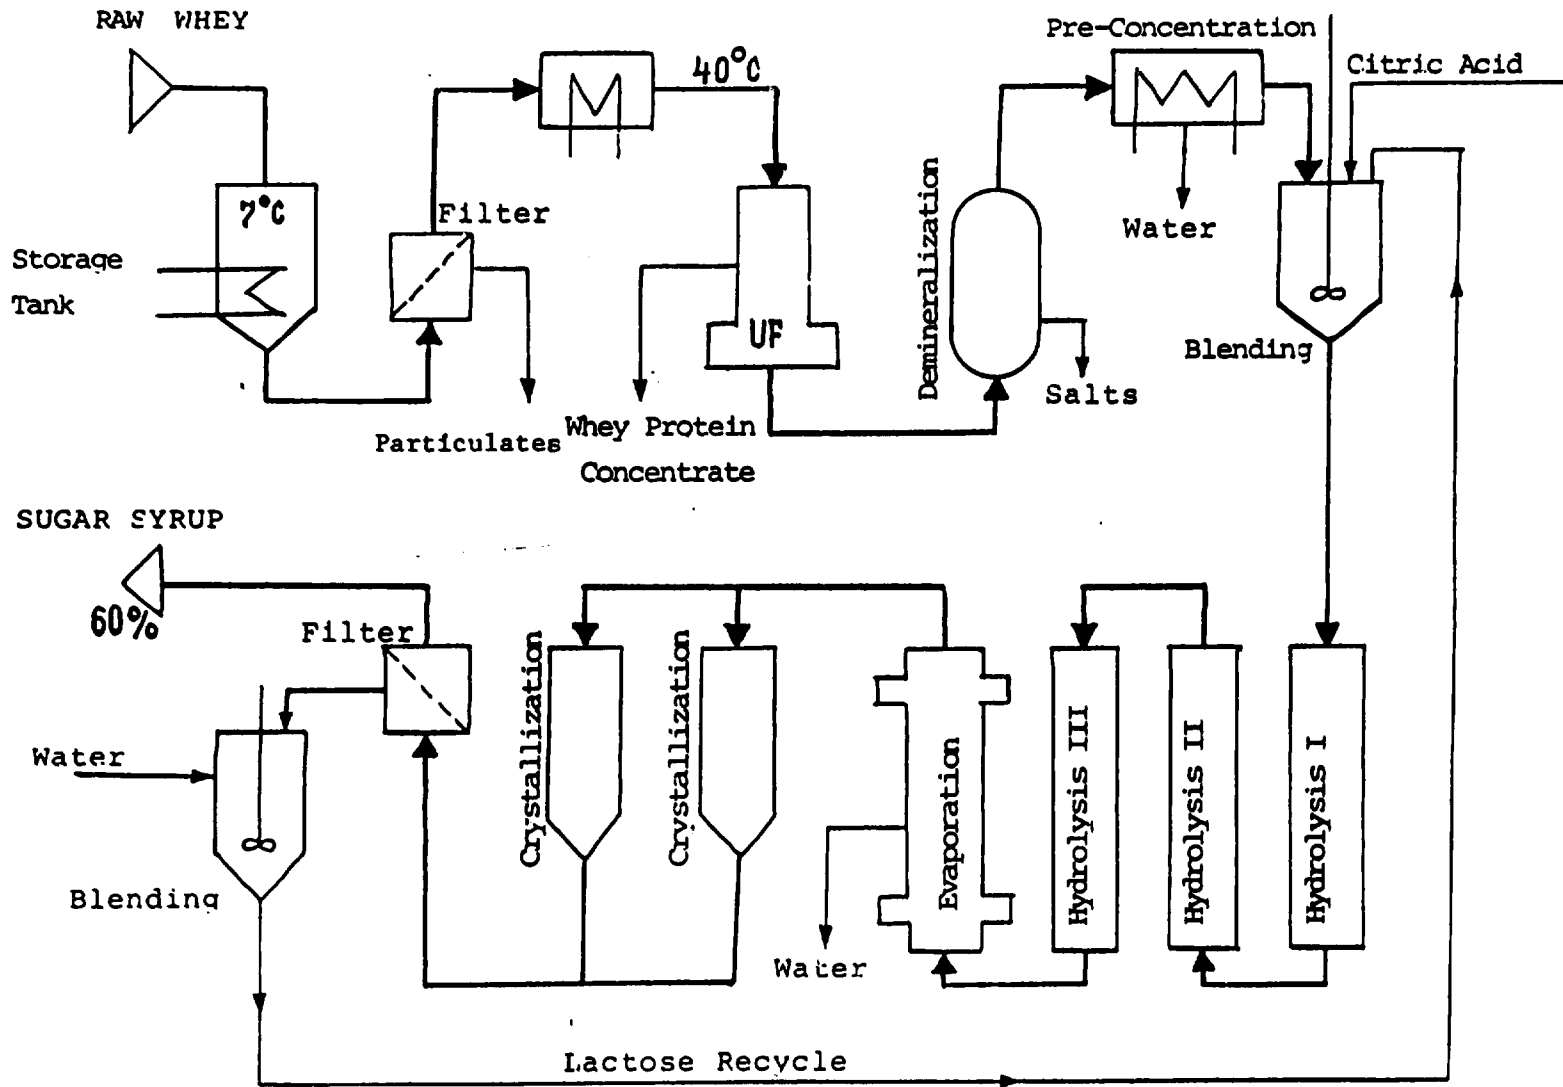 RAW WHEY
40°C
Pre-Concentration
Citric Acid
7°C
Filter
Storage
Tank
Water
UF
Demineralization
Blending
Salts
Particulates
Whey Protein
Concentrate
SUGAR SYRUP
60%
Filter
Crystallization
Crystallization
Evaporation
Hydrolysis III
Hydrolysis II
Hydrolysis I
Water
Blending
Water
Lactose Recycle